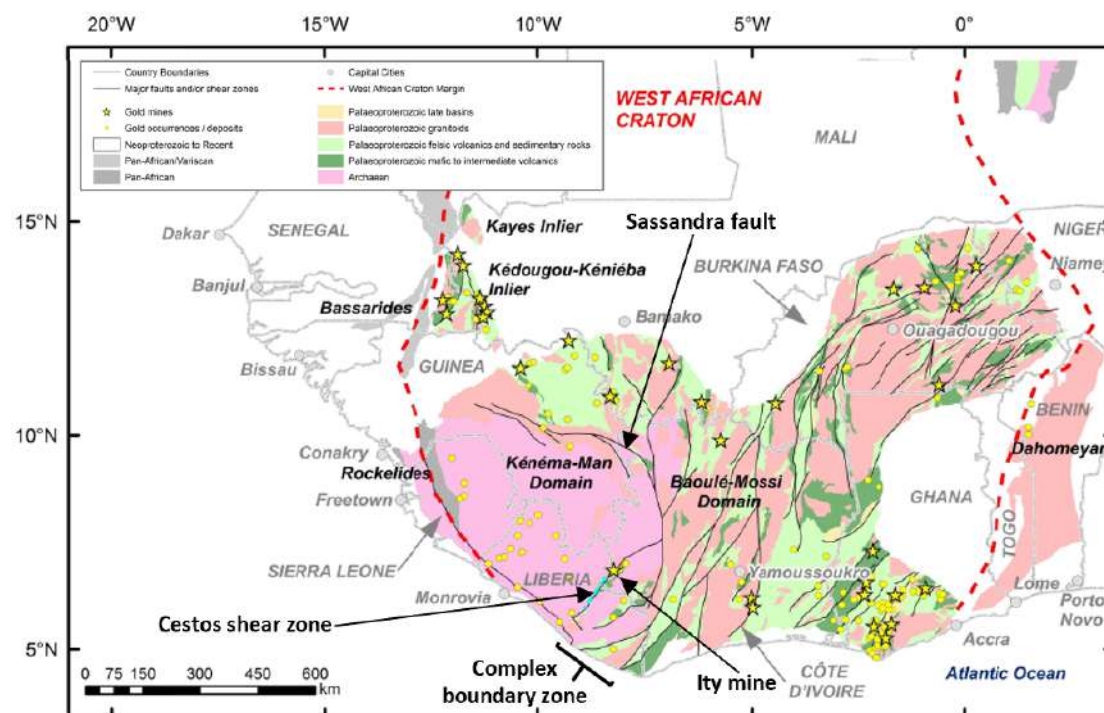 20°W 15°W 10°W 5°W 0°
Country Boundaries
Major faults and/or shear zones
Gold mines
Gold occurrences / deposits
Neoproterozoic to Recent
Pan-African/Variscan
Pan-African
Capital Cities
West African Craton Margin
Palaeoproterozoic late basins
Palaeoproterozoic granitoids
Palaeoproterozoic felsic volcanics and sedimentary rocks
Palaeoproterozoic mafic to intermediate volcanics
Archaean
WEST AFRICAN
CRATON
MALI
15°N
15°N
Dakar
SENEGAL
Kayes Inlier
Sassandra fault
NIGER
Niamey
Banjul
Kédougou-Kéniéba
Inlier
BURKINA FASO
Bassarides
Bamako
Ouagadougou
Bissau
GUINEA
BENIN
10°N
10°N
Conakry
Rockelides
Freetown
Kénéma-Man
Domain
Baoulé-Mossi
Domain
GHANA
Dahomeyan
TOGO
SIERRA LEONE
LIBERIA
Yamoussoukro
Monrovia
Lome
Porto
Novo
Cestos shear zone
Accra
5°N
5°N
Complex
boundary zone
Ity mine
CÔTE
D'IVOIRE
Atlantic Ocean
0 75 150 300 450 600
km